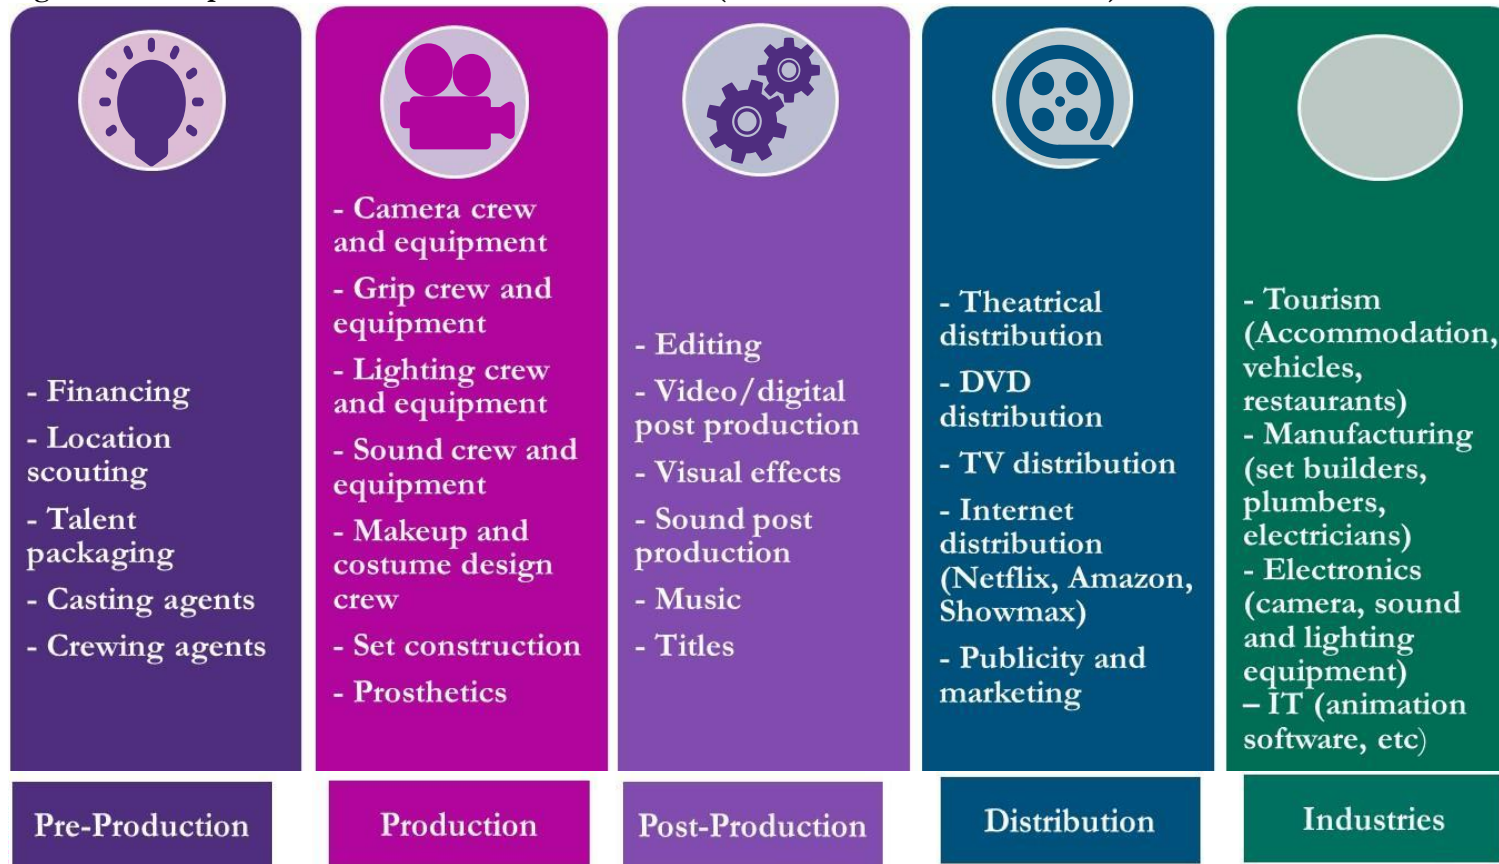 - Financing
- Location
scouting
- Talent
packaging
- Casting agents
- Crewing agents
Pre-Production
- Camera crew
and equipment
- Grip crew and
equipment
- Lighting crew
and equipment
- Sound crew and
equipment
- Makeup and
costume design
crew
- Set construction
- Prosthetics
Production
- Editing
- Video/digital
post production
- Visual effects
- Sound post
production
- Music
- Titles
Post-Production
- Theatrical
distribution
- DVD
distribution
- TV distribution
- Internet
distribution
(Netflix, Amazon,
Showmax)
- Publicity and
marketing
Distribution
- Tourism
(Accommodation,
vehicles,
restaurants)
- Manufacturing
(set builders,
plumbers,
electricians)
- Electronics
(camera, sound
and lighting
equipment)
– IT (animation
software, etc)
Industries